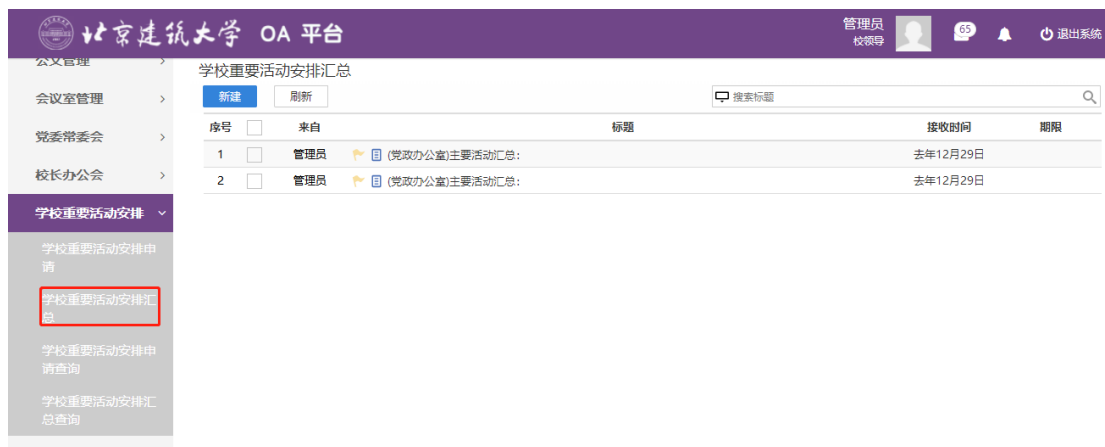 北京建筑大学 OA 平台
管理员
校领导
65
退出系统
公文管理
会议室管理
党委常委会
校长办公会
学校重要活动安排
学校重要活动安排申
请
学校重要活动安排汇
总
学校重要活动安排申
请查询
学校重要活动安排汇
总查询
学校重要活动安排汇总
新建 刷新 搜索标题
序号 来自 标题 接收时间 期限
1 管理员 (党政办公室)主要活动汇总: 去年12月29日
2 管理员 (党政办公室)主要活动汇总: 去年12月29日